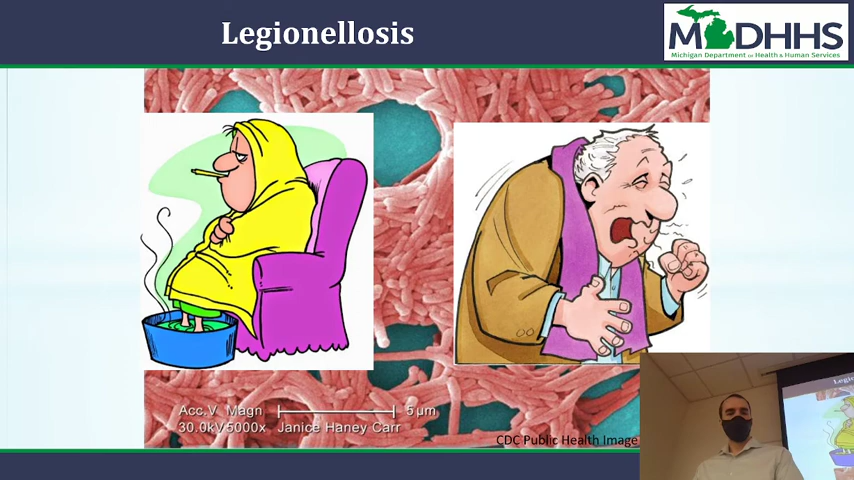 Legionellosis
MDHHS
Michigan Department of Health & Human Services
Acc.V Magn 5 µm
30.0kV 5000x Janice Haney Carr
CDC Public Health Image
Legio